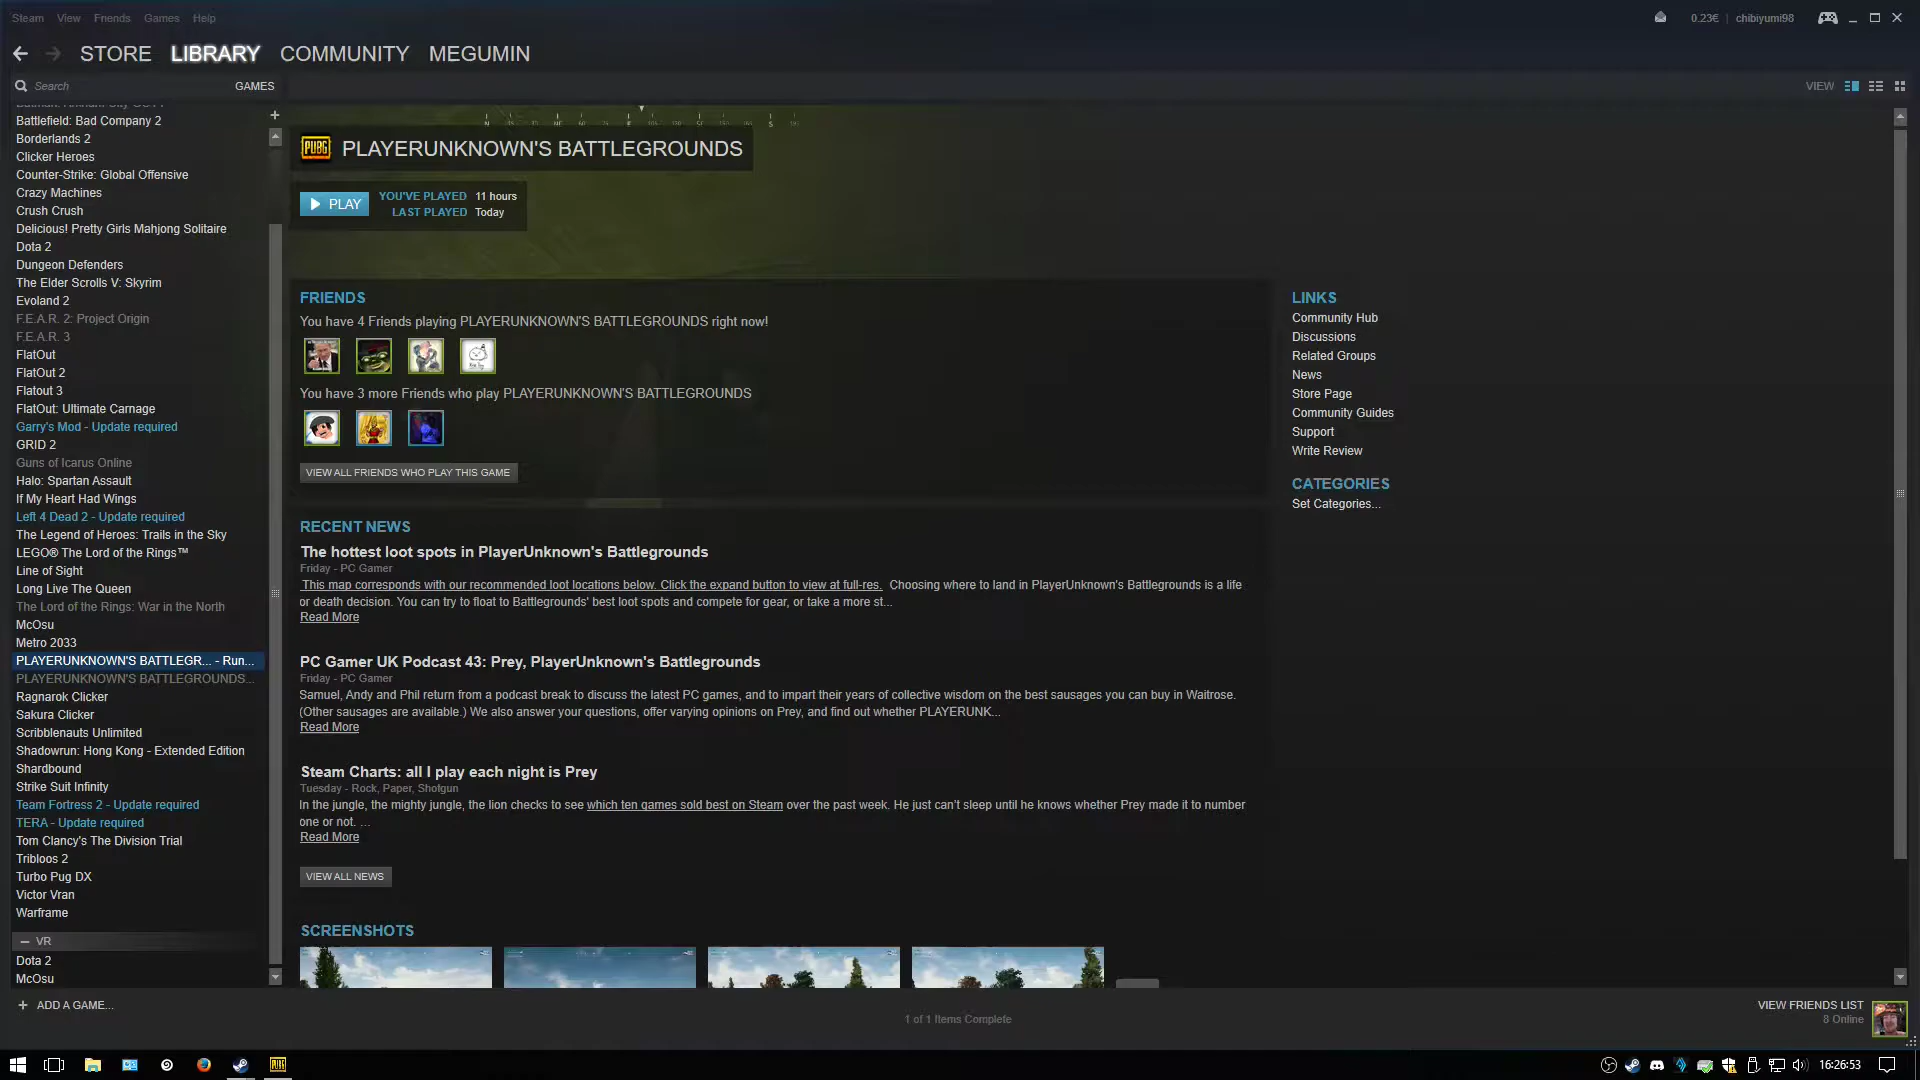 Steam View Friends Games Help
0.23€ | chibiyumi98
STORE LIBRARY COMMUNITY MEGUMIN
Search GAMES
VIEW
Battlefield: Bad Company 2
Borderlands 2
Clicker Heroes
Counter-Strike: Global Offensive
Crazy Machines
Crush Crush
Delicious! Pretty Girls Mahjong Solitaire
Dota 2
Dungeon Defenders
The Elder Scrolls V: Skyrim
Evoland 2
F.E.A.R. 2: Project Origin
F.E.A.R. 3
FlatOut
FlatOut 2
Flatout 3
FlatOut: Ultimate Carnage
Garry's Mod - Update required
GRID 2
Guns of Icarus Online
Halo: Spartan Assault
If My Heart Had Wings
Left 4 Dead 2 - Update required
The Legend of Heroes: Trails in the Sky
LEGO® The Lord of the Rings™
Line of Sight
Long Live The Queen
The Lord of the Rings: War in the North
McOsu
Metro 2033
PLAYERUNKNOWN'S BATTLEGR... - Run...
PLAYERUNKNOWN'S BATTLEGROUNDS...
Ragnarok Clicker
Sakura Clicker
Scribblenauts Unlimited
Shadowrun: Hong Kong - Extended Edition
Shardbound
Strike Suit Infinity
Team Fortress 2 - Update required
TERA - Update required
Tom Clancy's The Division Trial
Tribloos 2
Turbo Pug DX
Victor Vran
Warframe
VR
Dota 2
McOsu
ADD A GAME...
PUBG PLAYERUNKNOWN'S BATTLEGROUNDS
PLAY YOU'VE PLAYED 11 hours
LAST PLAYED Today
FRIENDS
You have 4 Friends playing PLAYERUNKNOWN'S BATTLEGROUNDS right now!
You have 3 more Friends who play PLAYERUNKNOWN'S BATTLEGROUNDS
VIEW ALL FRIENDS WHO PLAY THIS GAME
RECENT NEWS
The hottest loot spots in PlayerUnknown's Battlegrounds
Friday - PC Gamer
This map corresponds with our recommended loot locations below. Click the expand button to view at full-res. Choosing where to land in PlayerUnknown's Battlegrounds is a life
or death decision. You can try to float to Battlegrounds' best loot spots and compete for gear, or take a more st...
Read More
PC Gamer UK Podcast 43: Prey, PlayerUnknown's Battlegrounds
Friday - PC Gamer
Samuel, Andy and Phil return from a podcast break to discuss the latest PC games, and to impart their years of collective wisdom on the best sausages you can buy in Waitrose.
(Other sausages are available.) We also answer your questions, offer varying opinions on Prey, and find out whether PLAYERUNK...
Read More
Steam Charts: all I play each night is Prey
Tuesday - Rock, Paper, Shotgun
In the jungle, the mighty jungle, the lion checks to see which ten games sold best on Steam over the past week. He just can't sleep until he knows whether Prey made it to number
one or not. ...
Read More
VIEW ALL NEWS
SCREENSHOTS
LINKS
Community Hub
Discussions
Related Groups
News
Store Page
Community Guides
Support
Write Review
CATEGORIES
Set Categories...
1 of 1 Items Complete
VIEW FRIENDS LIST
8 Online
16:26:53